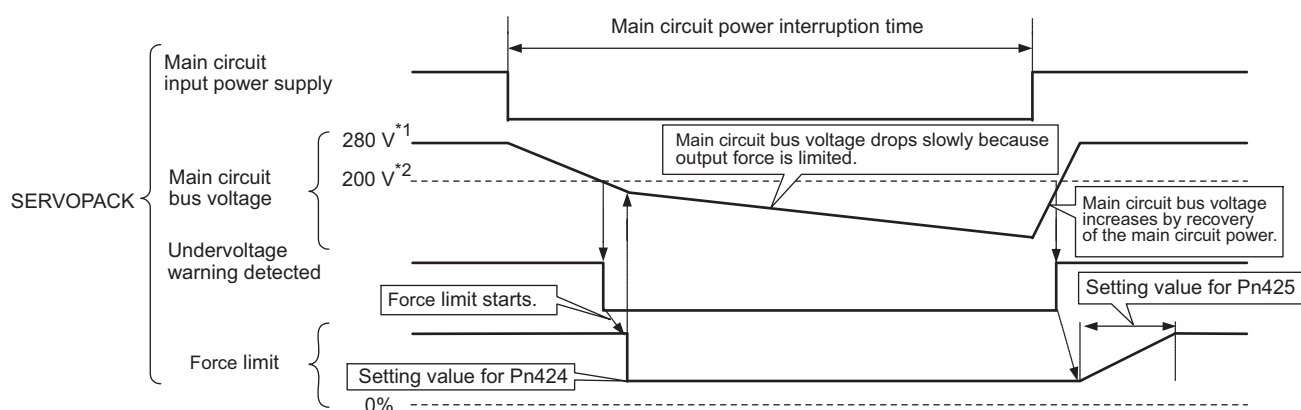 Main circuit power interruption time
Main circuit
input power supply
280 V*1
Main circuit bus voltage drops slowly because
output force is limited.
200 V*2
Main circuit
bus voltage
SERVOPACK
Main circuit bus voltage
increases by recovery
of the main circuit power.
Undervoltage
warning detected
Force limit starts.
Setting value for Pn425
Force limit
Setting value for Pn424
0%